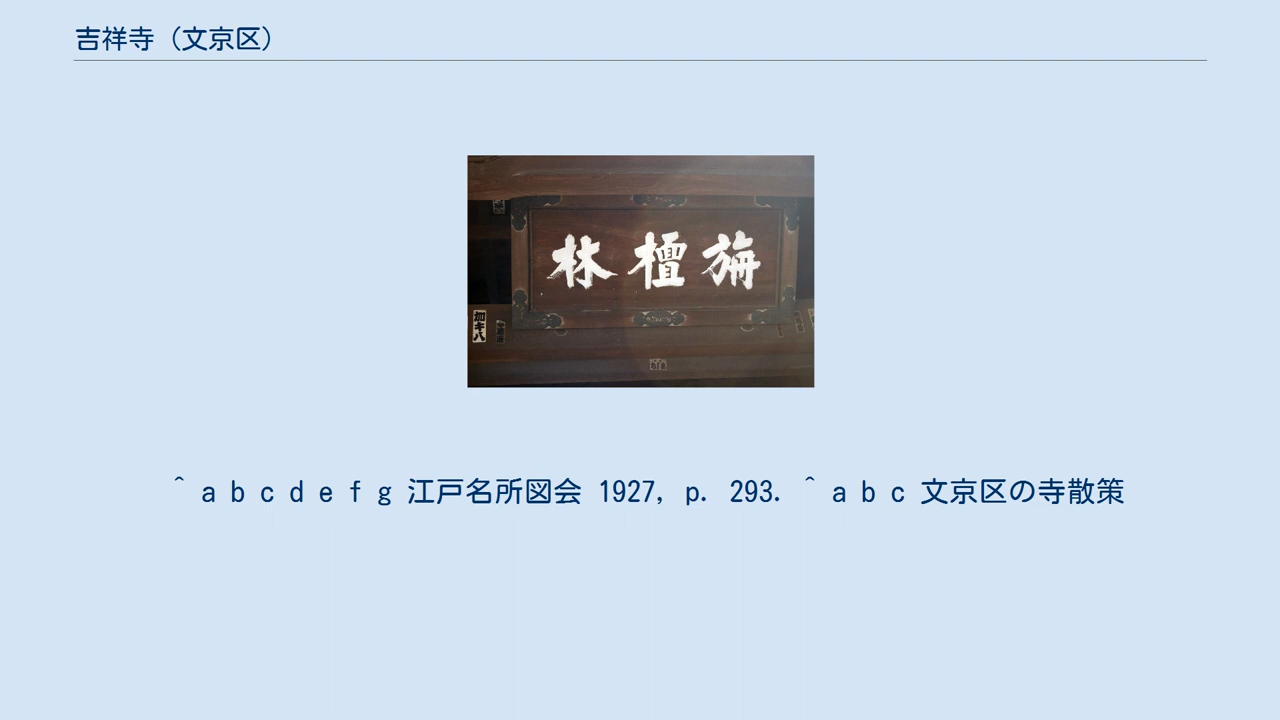 吉祥寺（文京区）
旃檀林
^ a b c d e f g 江戸名所図会 1927, p. 293. ^ a b c 文京区の寺散策